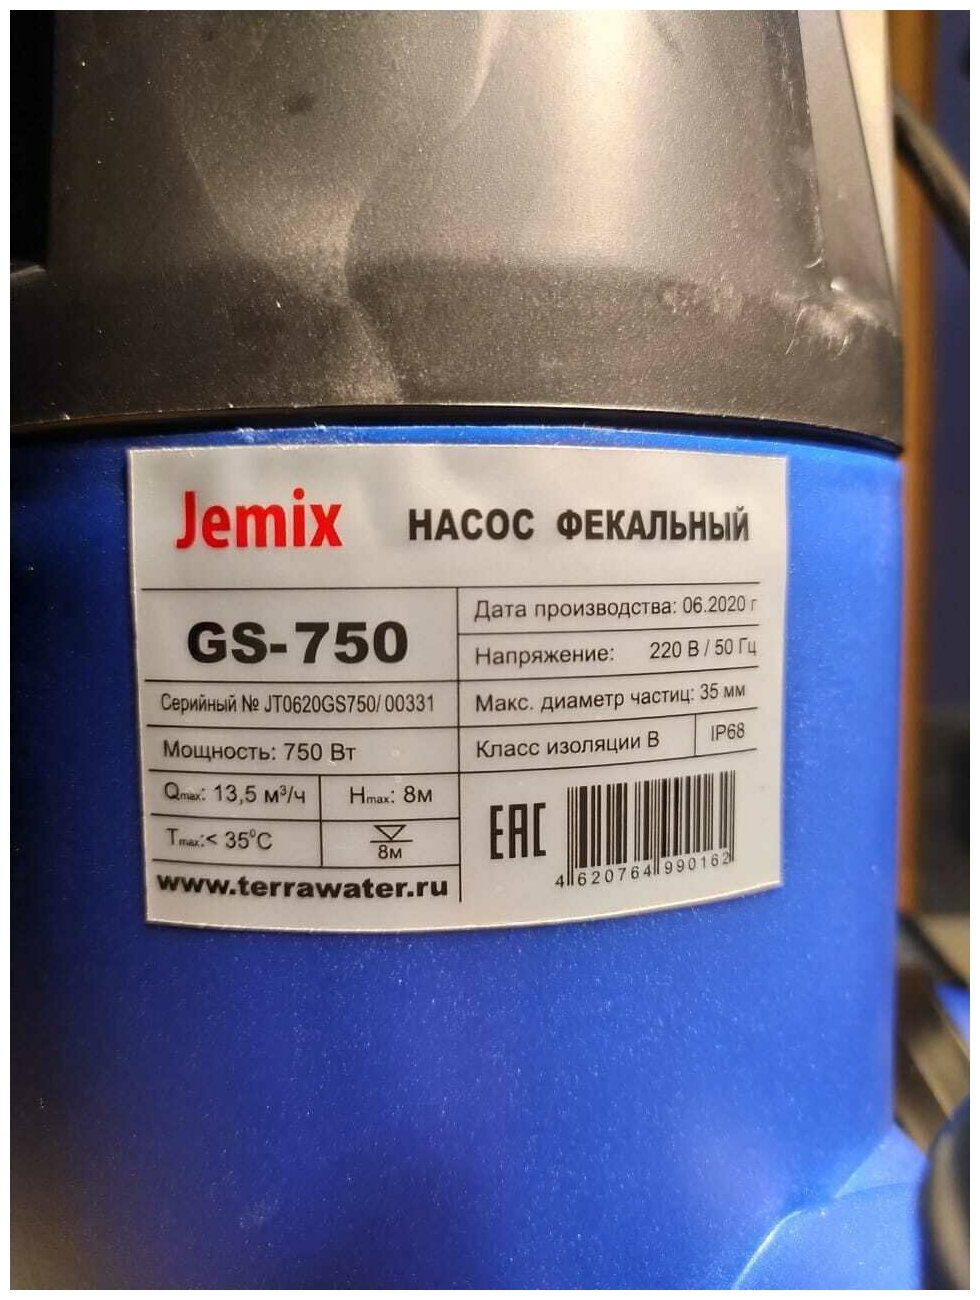 Jemix НАСОС ФЕКАЛЬНЫЙ
GS-750
Дата производства: 06.2020 г
Напряжение: 220 В / 50 Гц
Серийный № JT0620GS750/ 00331
Макс. диаметр частиц: 35 мм
Мощность: 750 Вт
Класс изоляции В IP68
Qmax: 13,5 м³/ч Hmax: 8м
Tmax:< 35°C
8м
www.terrawater.ru
EAC
4 620764 990162